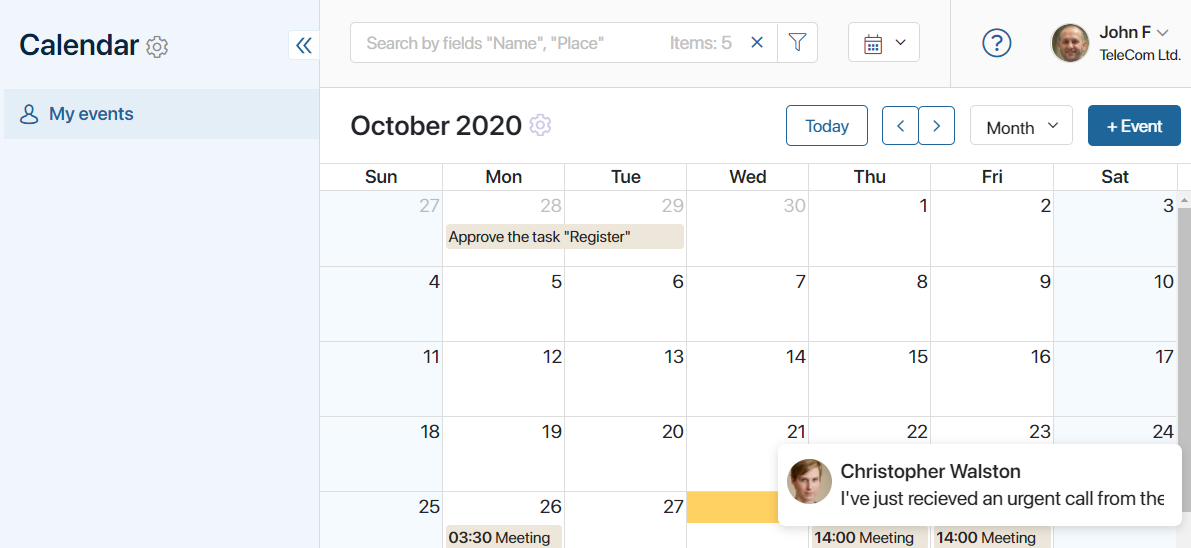 Calendar
My events
Search by fields "Name", "Place" Items: 5
?
John F
TeleCom Ltd.
October 2020
Today
Month
+ Event
Sun Mon Tue Wed Thu Fri Sat
27 28 29 30 1 2 3
Approve the task "Register"
4 5 6 7 8 9 10
11 12 13 14 15 16 17
18 19 20 21 22 23 24
Christopher Walston
I've just recieved an urgent call from the
25 26 27
03:30 Meeting 14:00 Meeting 14:00 Meeting